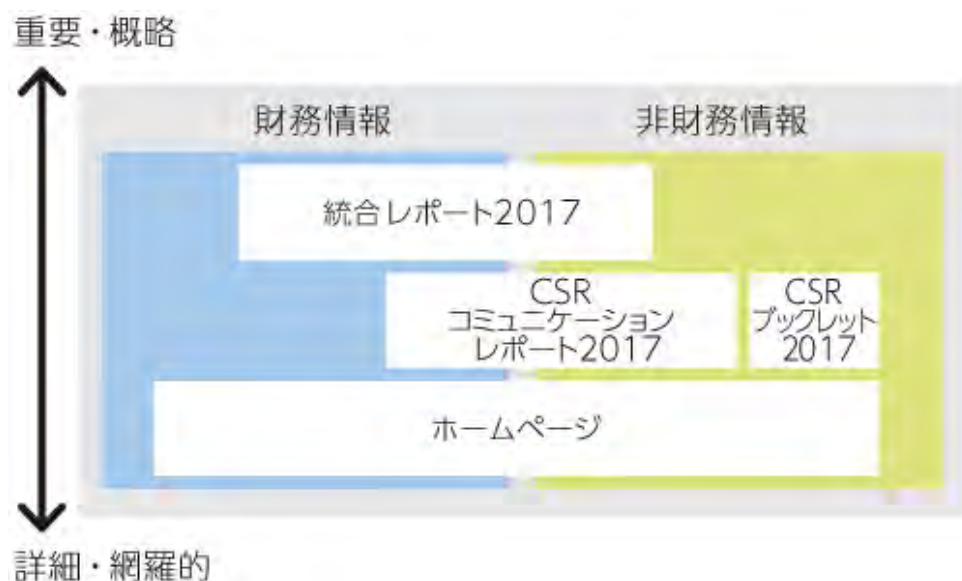 重要・概略
財務情報
非財務情報
統合レポート2017
CSR
コミュニケーション
レポート2017
CSR
ブックレット
2017
ホームページ
詳細・網羅的